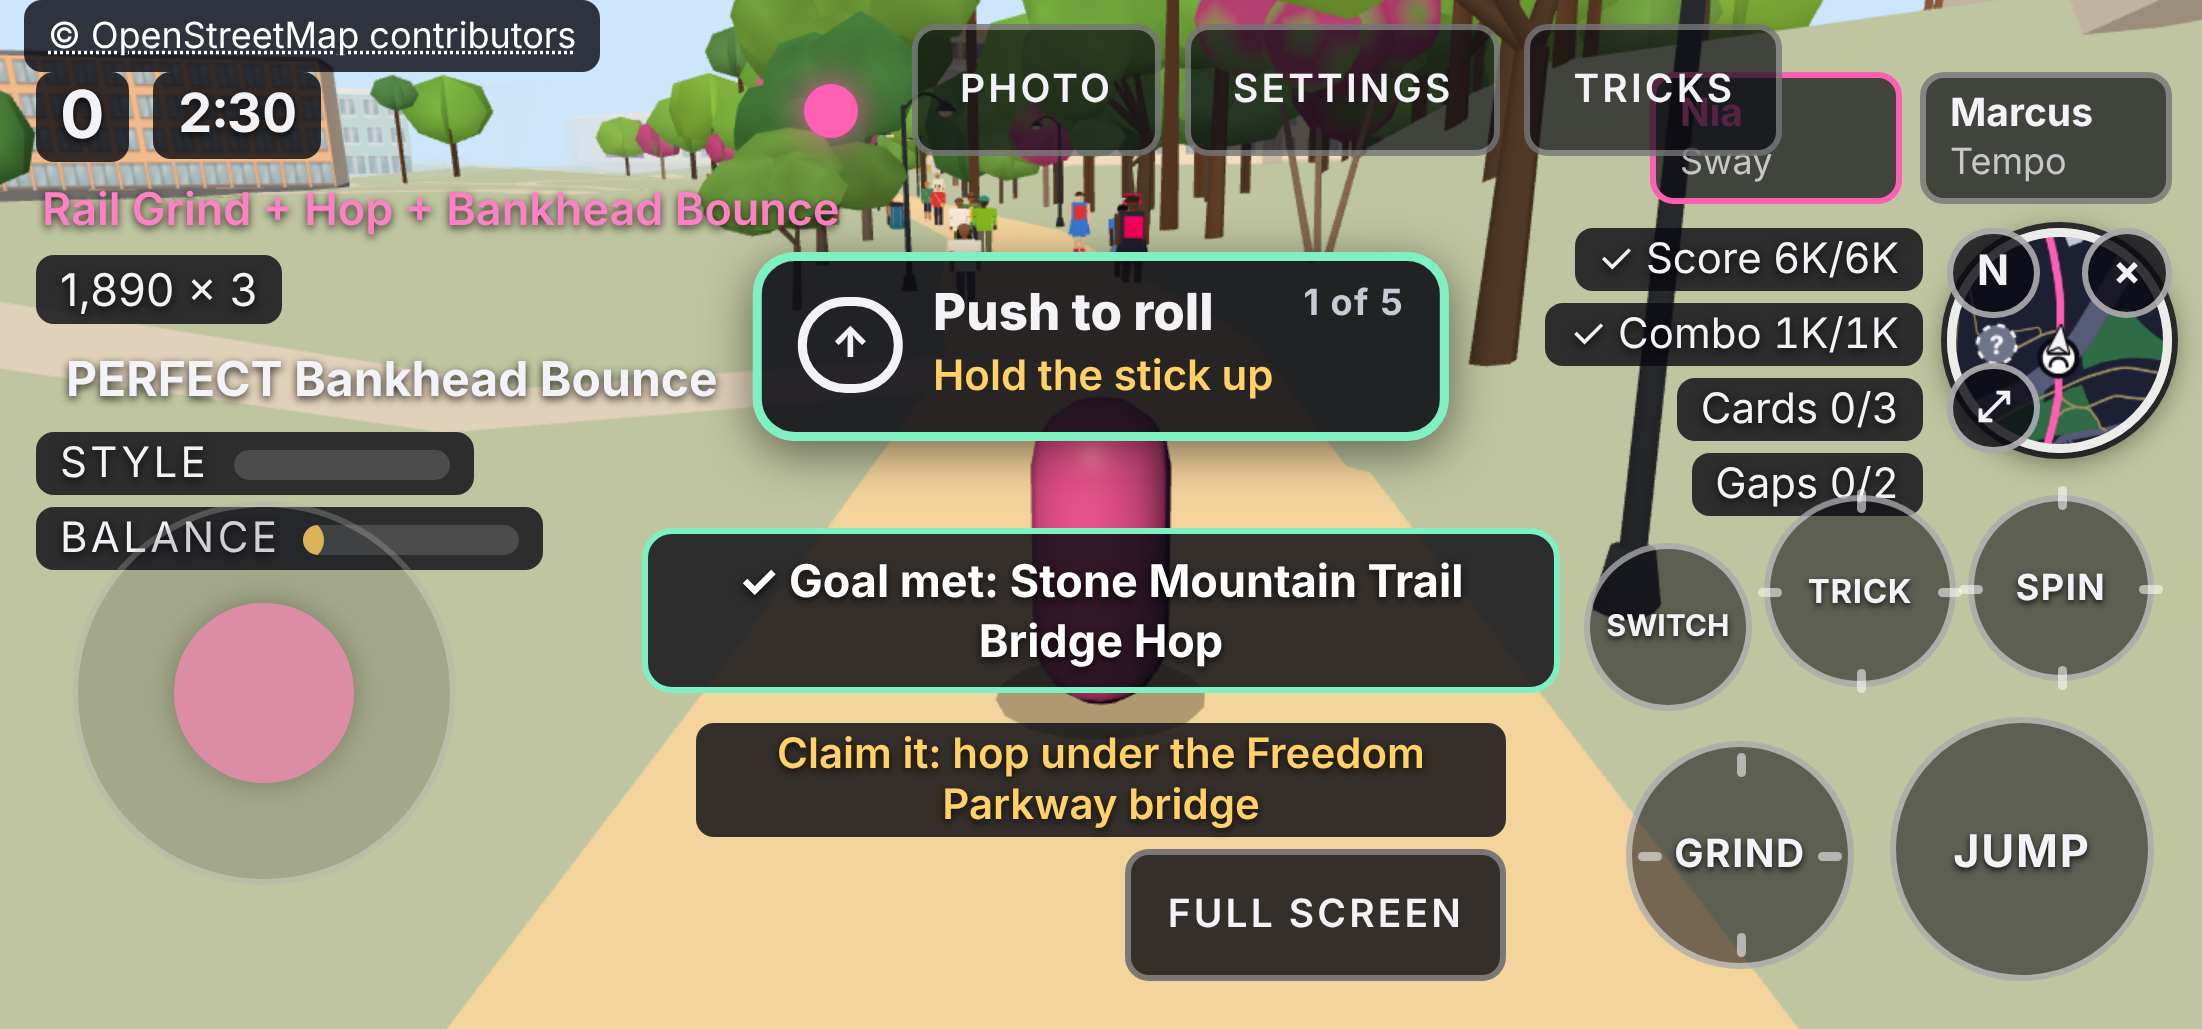 © OpenStreetMap contributors
0
2:30
PHOTO
SETTINGS
TRICKS
Nia
Sway
Marcus
Tempo
Rail Grind + Hop + Bankhead Bounce
1,890 × 3
PERFECT Bankhead Bounce
STYLE
BALANCE
Push to roll
1 of 5
Hold the stick up
✓ Score 6K/6K
✓ Combo 1K/1K
Cards 0/3
Gaps 0/2
N
×
?
✓ Goal met: Stone Mountain Trail
Bridge Hop
Claim it: hop under the Freedom
Parkway bridge
FULL SCREEN
SWITCH
TRICK
SPIN
GRIND
JUMP